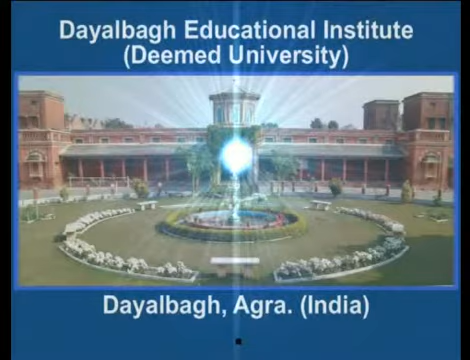 Dayalbagh Educational Institute
(Deemed University)
Dayalbagh, Agra. (India)